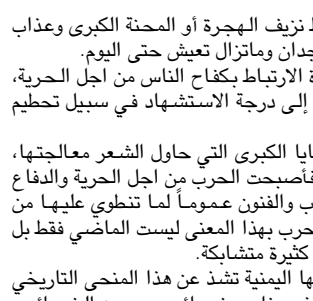 نزيف الهجرة أو المحنة الكبرى وعذاب
جدان وماتزال تعيش حتى اليوم.
ة الارتباط بكفاح الناس من اجل الحرية،
إلى درجة الاستشهاد في سبيل تحطيم
ايا الكبرى التي حاول الشعر معالجتها،
فأصبحت الحرب من اجل الحرية والدفاع
ب والفنون عموماً لما تنطوي عليها من
حرب بهذا المعنى ليست الماضي فقط بل
كثيرة متشابكة.
ها اليمنية تشذ عن هذا المنحى التاريخي